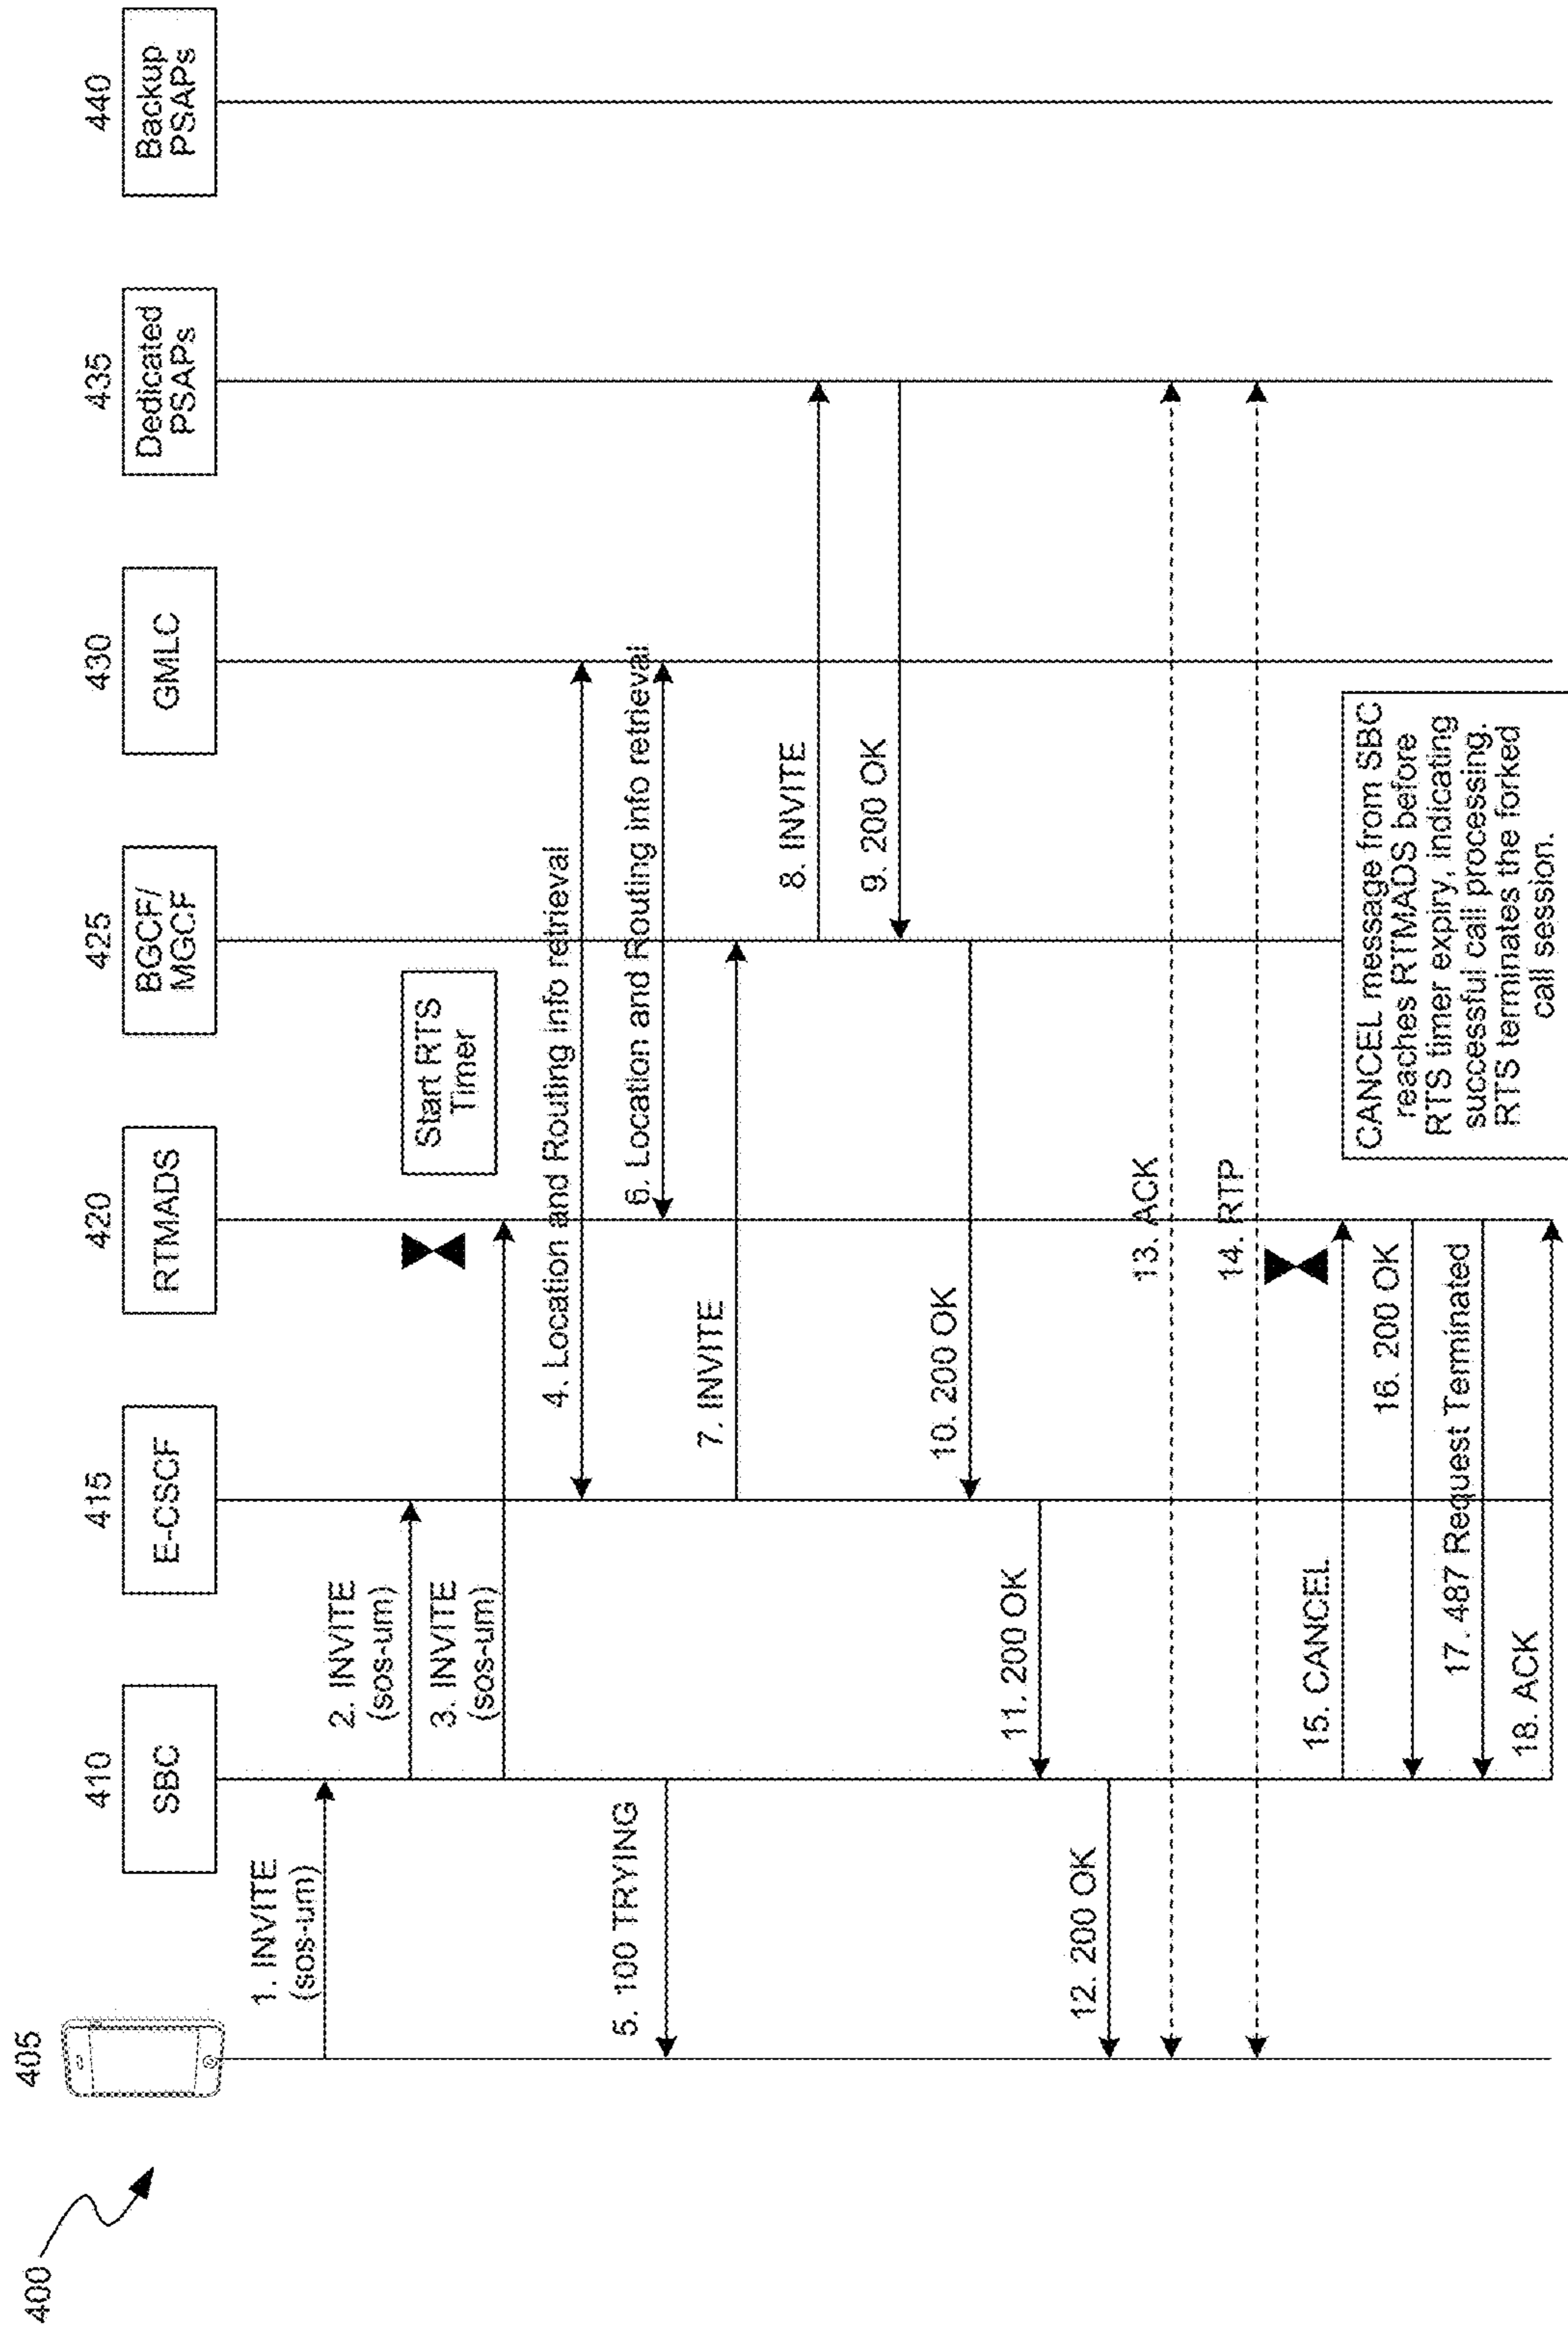 400
405
410
SBC
415
E-CSCF
420
RTMADS
425
BGCF/
MGCF
430
GMLC
435
Dedicated
PSAPs
440
Backup
PSAPs
1. INVITE
(sos-um)
2. INVITE
(sos-um)
3. INVITE
(sos-um)
Start RTS
Timer
4. Location and Routing info retrieval
5. 100 TRYING
6. Location and Routing info retrieval
7. INVITE
8. INVITE
9. 200 OK
10. 200 OK
11. 200 OK
12. 200 OK
13. ACK
14. RTP
15. CANCEL
16. 200 OK
17. 487 Request Terminated
18. ACK
CANCEL message from SBC
reaches RTMADS before
RTS timer expiry, indicating
successful call processing.
RTS terminates the forked
call session.